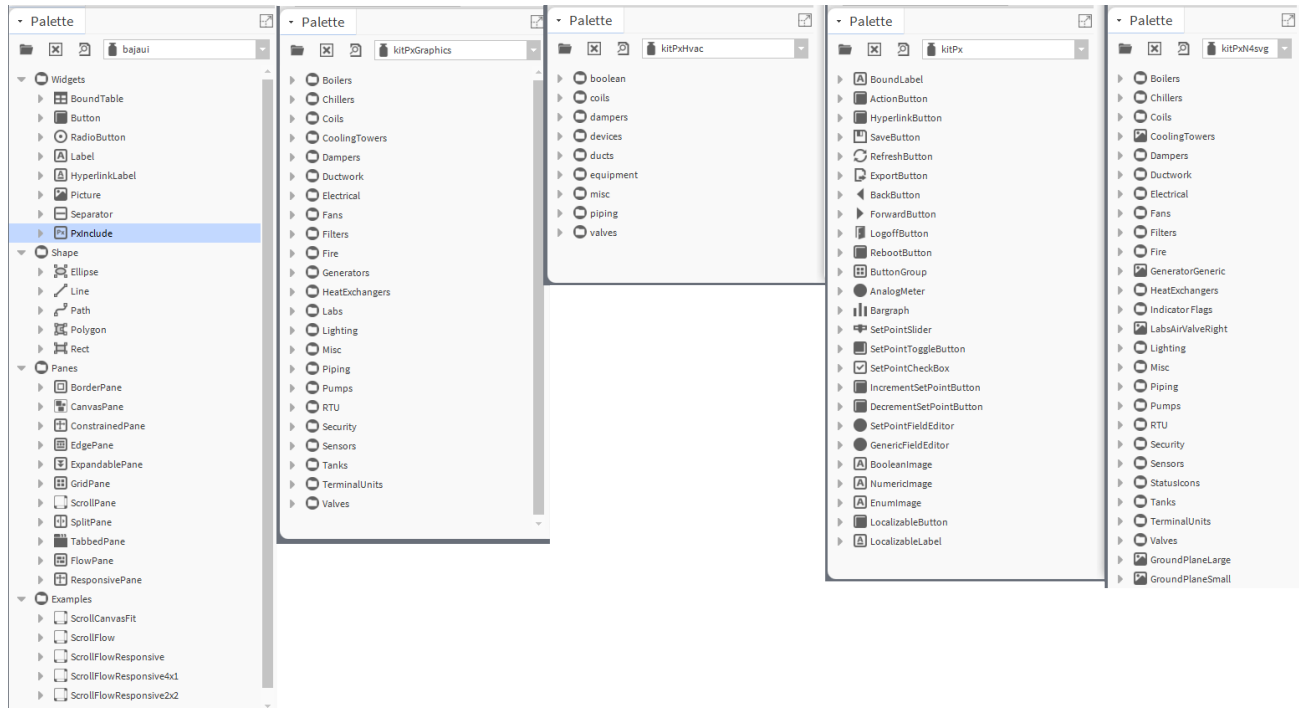 Palette
bajaui
Widgets
BoundTable
Button
RadioButton
Label
HyperlinkLabel
Picture
Separator
PxInclude
Shape
Ellipse
Line
Path
Polygon
Rect
Panes
BorderPane
CanvasPane
ConstrainedPane
EdgePane
ExpandablePane
GridPane
ScrollPane
SplitPane
TabbedPane
FlowPane
ResponsivePane
Examples
ScrollCanvasFit
ScrollFlow
ScrollFlowResponsive
ScrollFlowResponsive4x1
ScrollFlowResponsive2x2
Palette
kitPxGraphics
Boilers
Chillers
Coils
CoolingTowers
Dampers
Ductwork
Electrical
Fans
Filters
Fire
Generators
HeatExchangers
Labs
Lighting
Misc
Piping
Pumps
RTU
Security
Sensors
Tanks
TerminalUnits
Valves
Palette
kitPxHvac
boolean
coils
dampers
devices
ducts
equipment
misc
piping
valves
Palette
kitPx
BoundLabel
ActionButton
HyperlinkButton
SaveButton
RefreshButton
ExportButton
BackButton
ForwardButton
LogoffButton
RebootButton
ButtonGroup
AnalogMeter
Bargraph
SetPointSlider
SetPointToggleButton
SetPointCheckBox
IncrementSetPointButton
DecrementSetPointButton
SetPointFieldEditor
GenericFieldEditor
BooleanImage
NumericImage
EnumImage
LocalizableButton
LocalizableLabel
Palette
kitPxN4svg
Boilers
Chillers
Coils
CoolingTowers
Dampers
Ductwork
Electrical
Fans
Filters
Fire
GeneratorGeneric
HeatExchangers
Indicator Flags
LabsAirValveRight
Lighting
Misc
Piping
Pumps
RTU
Security
Sensors
StatusIcons
Tanks
TerminalUnits
Valves
GroundPlaneLarge
GroundPlaneSmall